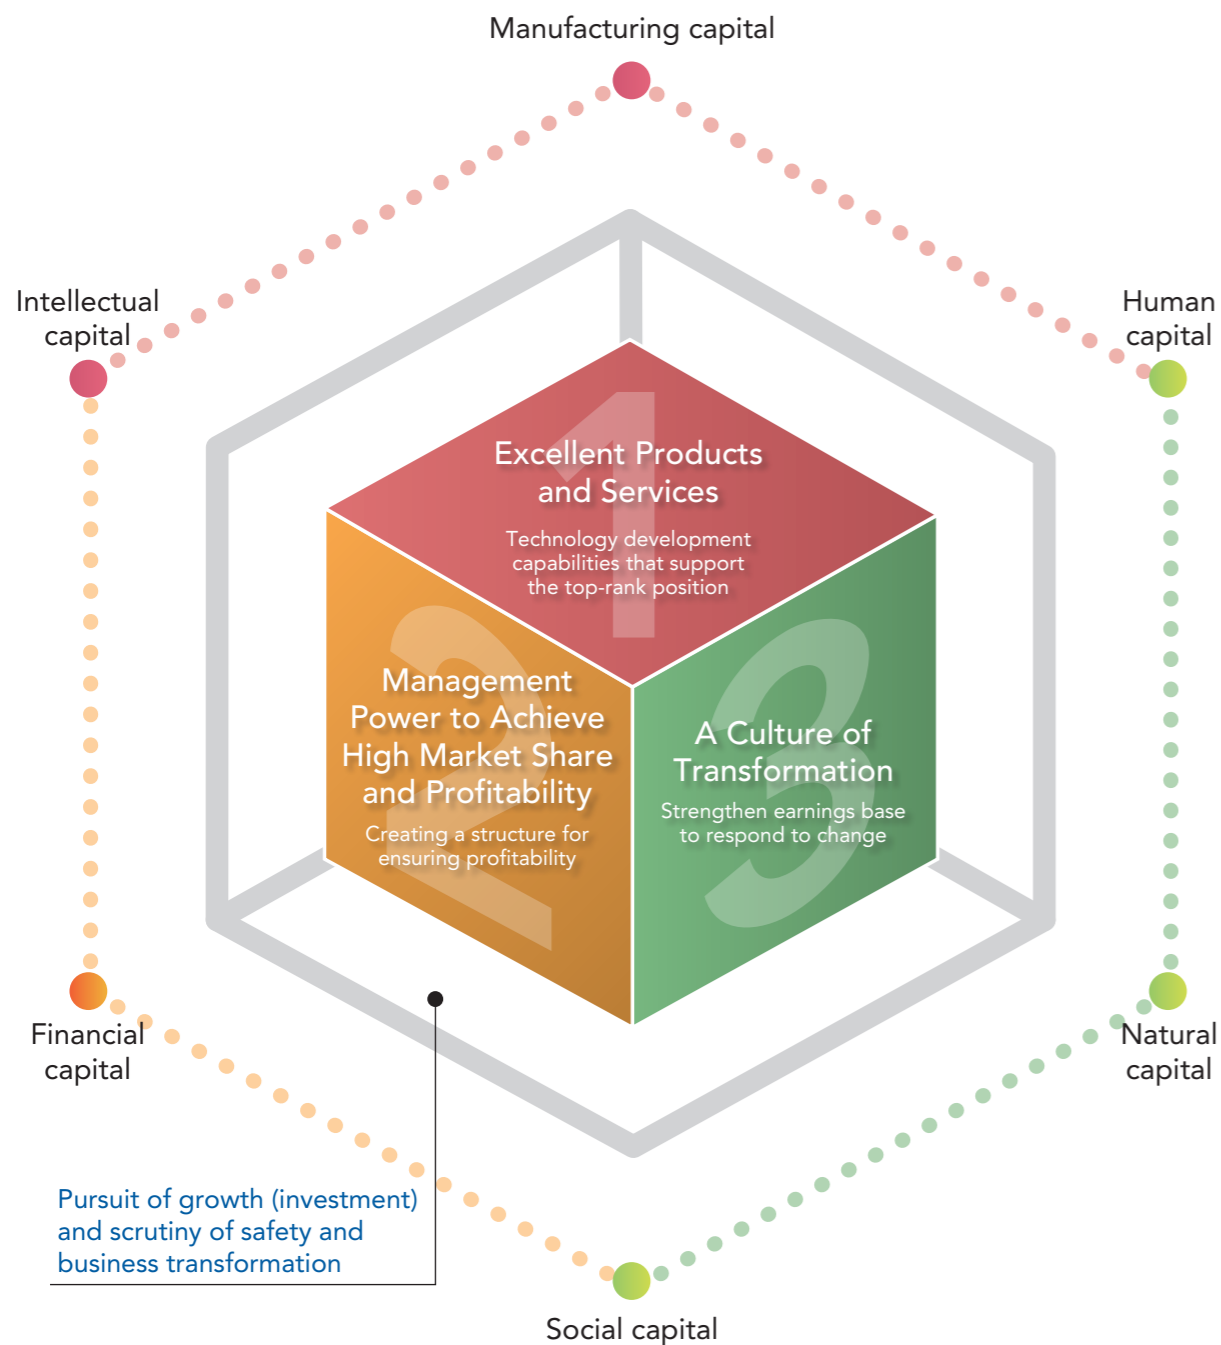 Manufacturing capital
Intellectual
capital
Human
capital
1
Excellent Products
and Services
Technology development
capabilities that support
the top-rank position
2
Management
Power to Achieve
High Market Share
and Profitability
Creating a structure for
ensuring profitability
3
A Culture of
Transformation
Strengthen earnings base
to respond to change
Financial
capital
Natural
capital
Pursuit of growth (investment)
and scrutiny of safety and
business transformation
Social capital